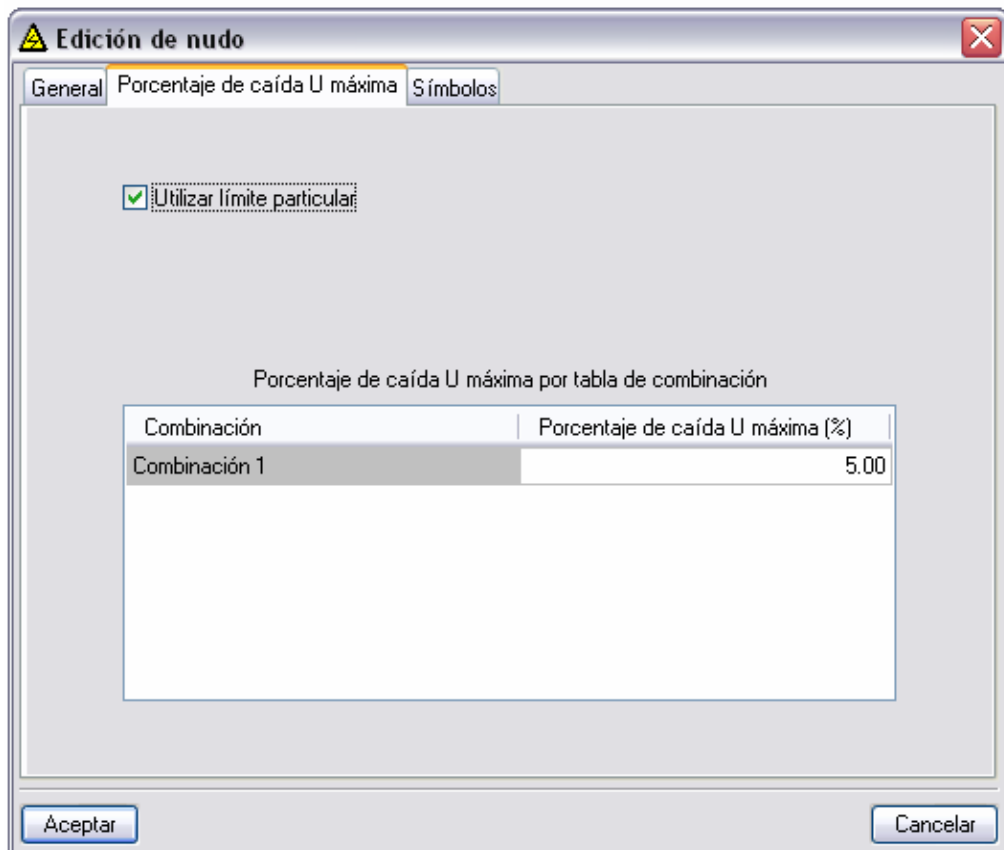 Edición de nudo
General Porcentaje de caída U máxima Símbolos
Utilizar límite particular
Porcentaje de caída U máxima por tabla de combinación
Combinación Porcentaje de caída U máxima (%)
Combinación 1 5.00
Aceptar Cancelar